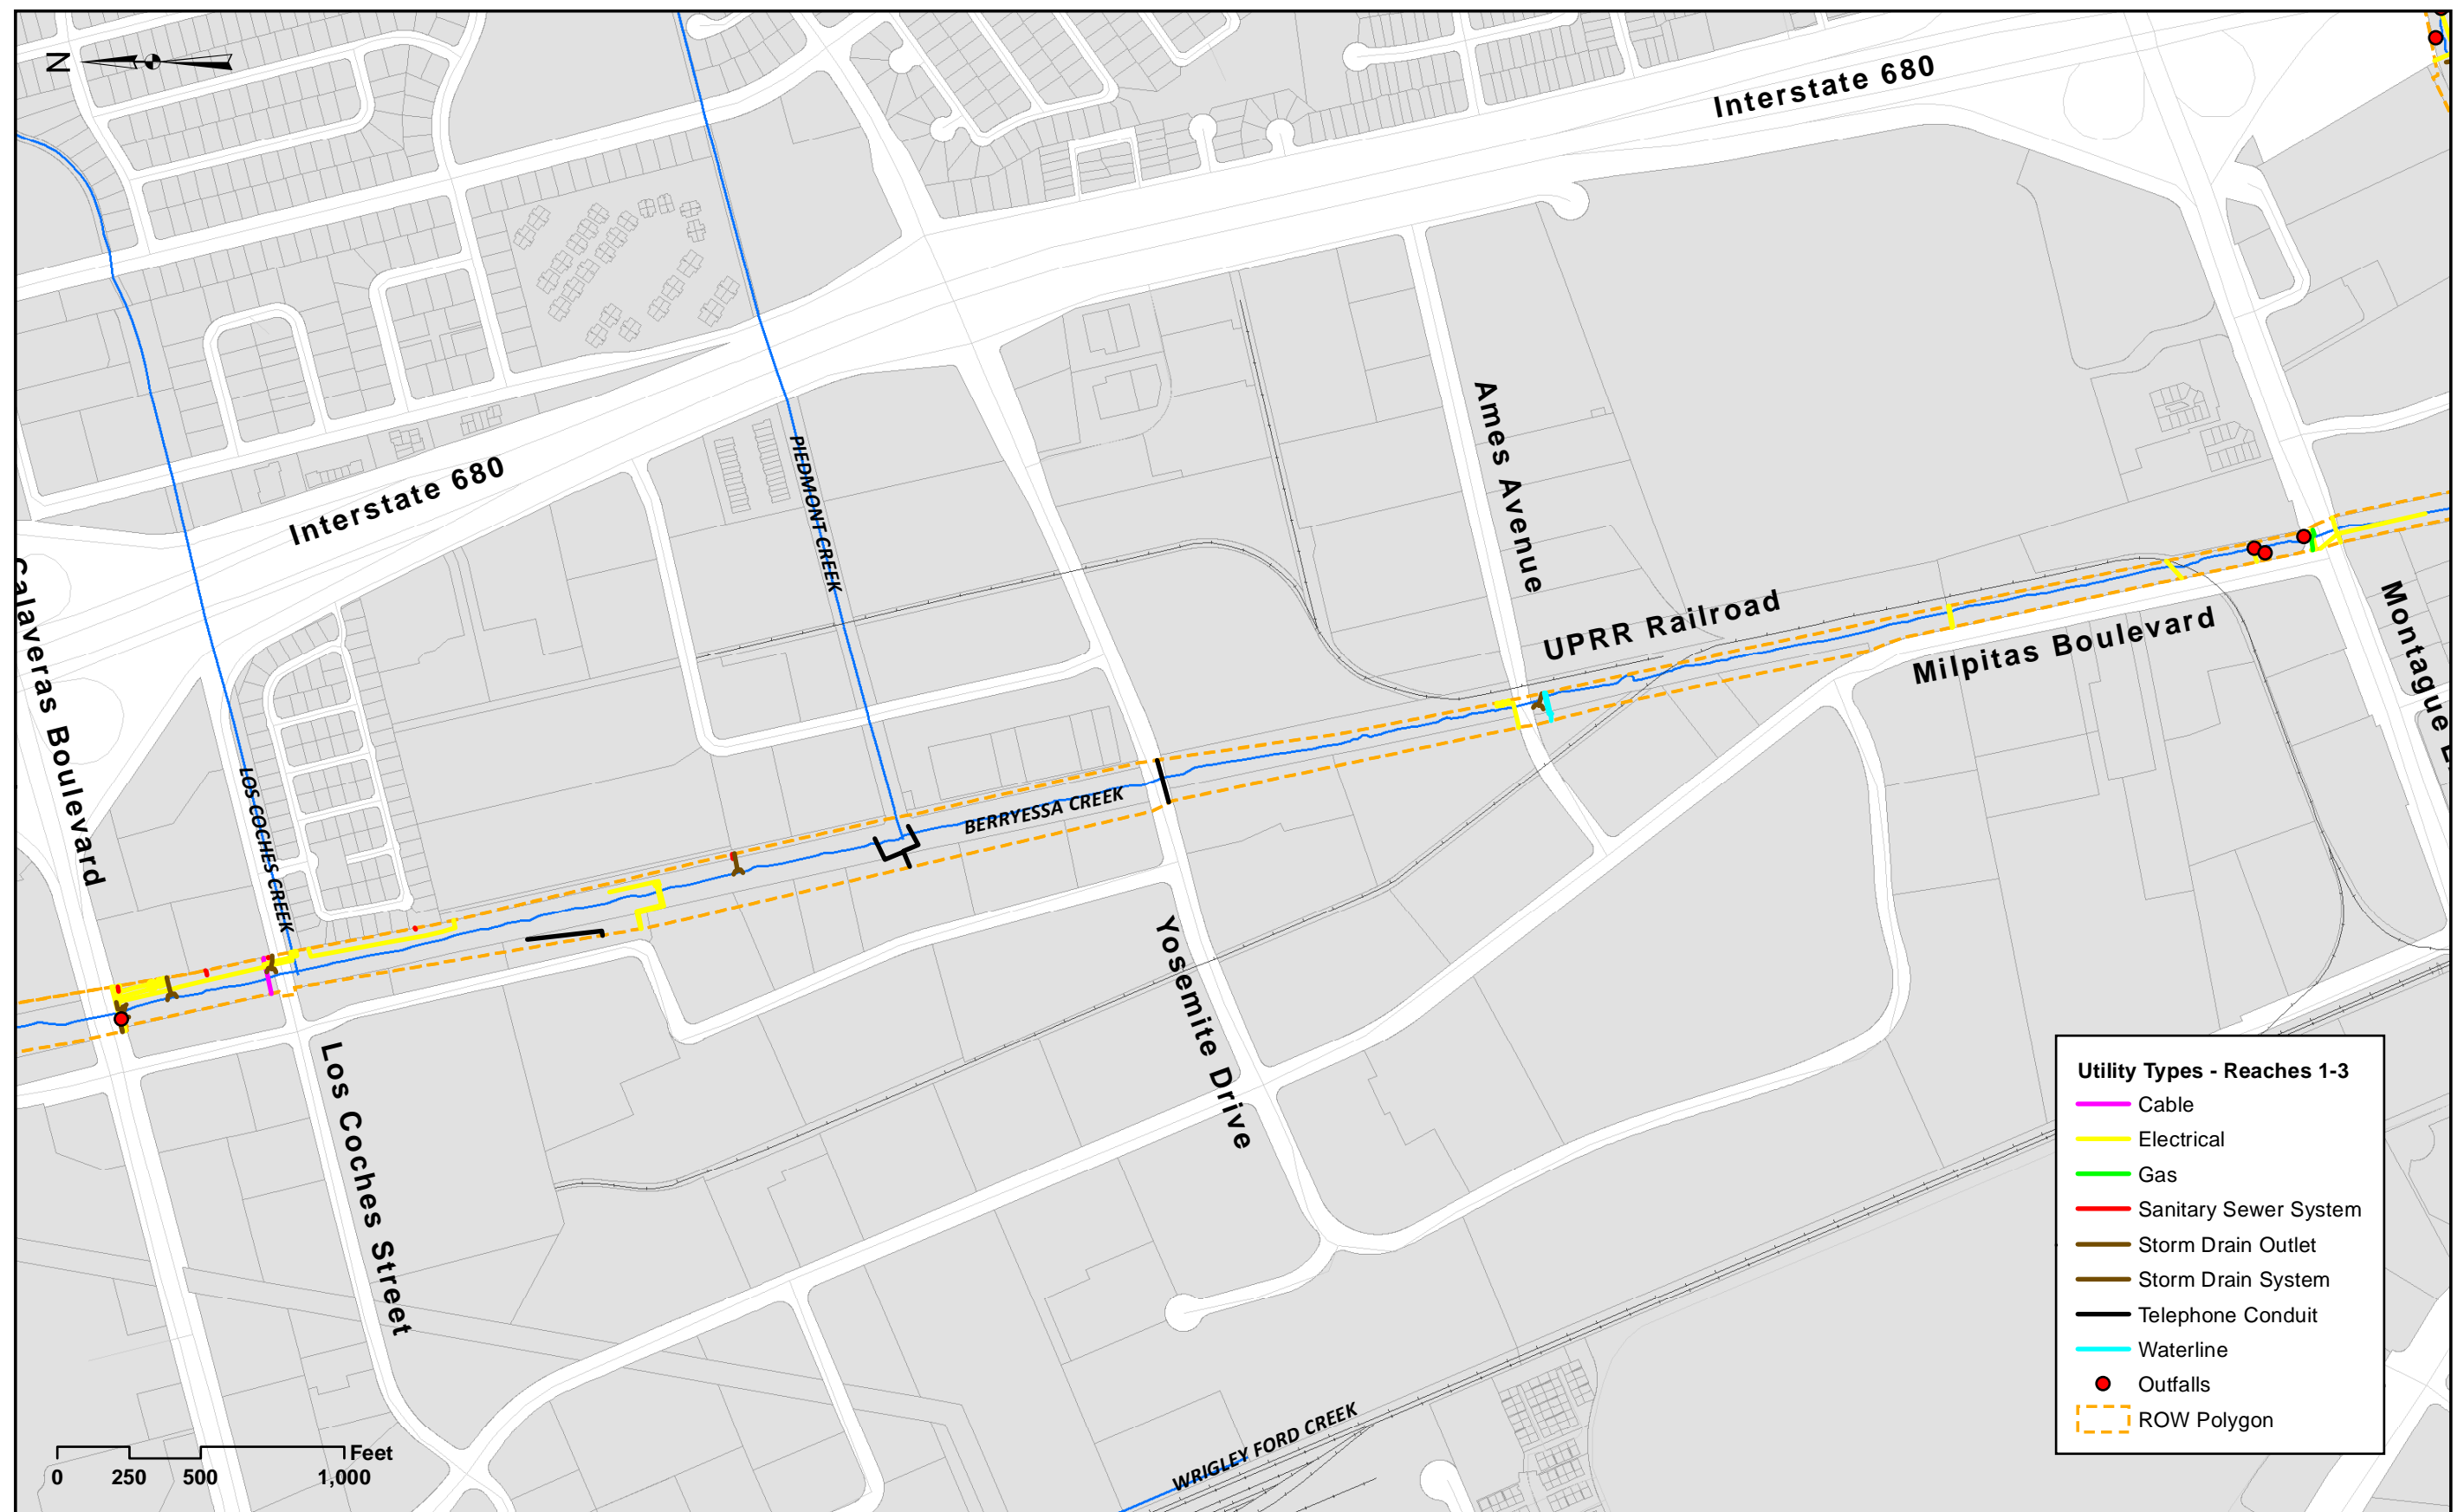 N
Interstate 680
Interstate 680
PIEDMONT CREEK
Ames Avenue
UPRR Railroad
Milpitas Boulevard
Montague
Calaveras Boulevard
LOS COCHES CREEK
BERRYESSA CREEK
Yosemite Drive
Los Coches Street
WRIGLEY FORD CREEK
Utility Types - Reaches 1-3
Cable
Electrical
Gas
Sanitary Sewer System
Storm Drain Outlet
Storm Drain System
Telephone Conduit
Waterline
Outfalls
ROW Polygon
Feet
0 250 500 1,000